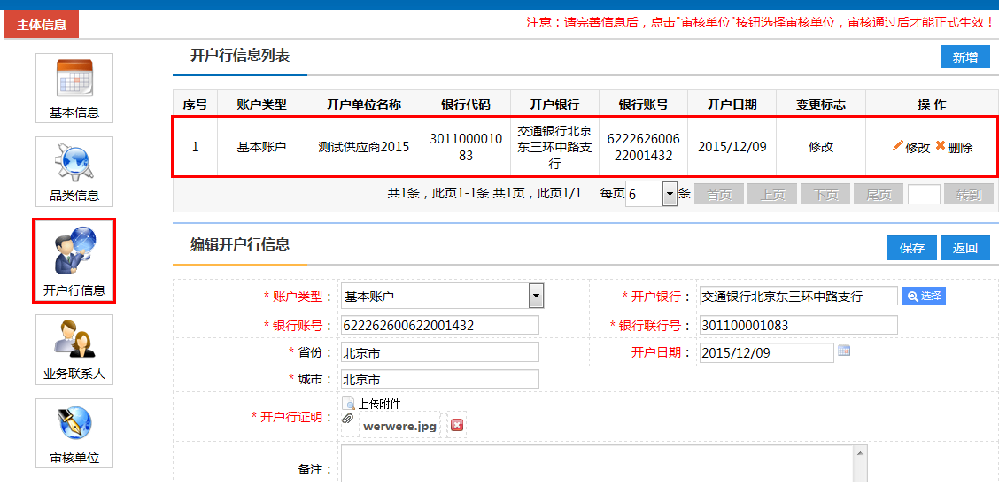 主体信息
注意：请完善信息后，点击"审核单位"按钮选择审核单位，审核通过后才能正式生效！
基本信息
品类信息
开户行信息
业务联系人
审核单位
开户行信息列表
新增
序号 账户类型 开户单位名称 银行代码 开户银行 银行账号 开户日期 变更标志 操 作
1 基本账户 测试供应商2015 3011000010 交通银行北京 6222626006 2015/12/09 修改 修改 删除
83 东三环中路支 22001432
行
共1条，此页1-1条 共1页，此页1/1 每页 6 条 首页 上页 下页 尾页 转到
编辑开户行信息
保存 返回
* 账户类型： 基本账户 * 开户银行： 交通银行北京东三环中路支行 选择
* 银行账号： 622262600622001432 * 银行联行号： 301100001083
* 省份： 北京市 开户日期： 2015/12/09
* 城市： 北京市
上传附件
* 开户行证明：
werwere.jpg
备注：